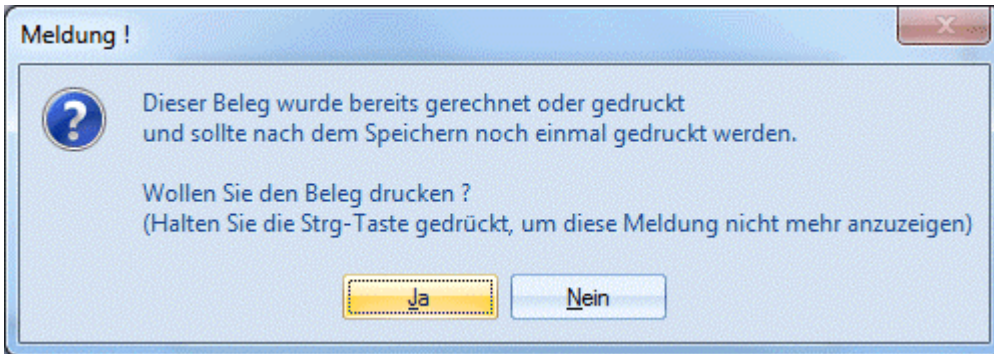 Meldung !
Dieser Beleg wurde bereits gerechnet oder gedruckt
und sollte nach dem Speichern noch einmal gedruckt werden.
Wollen Sie den Beleg drucken ?
(Halten Sie die Strg-Taste gedrückt, um diese Meldung nicht mehr anzuzeigen)
Ja
Nein